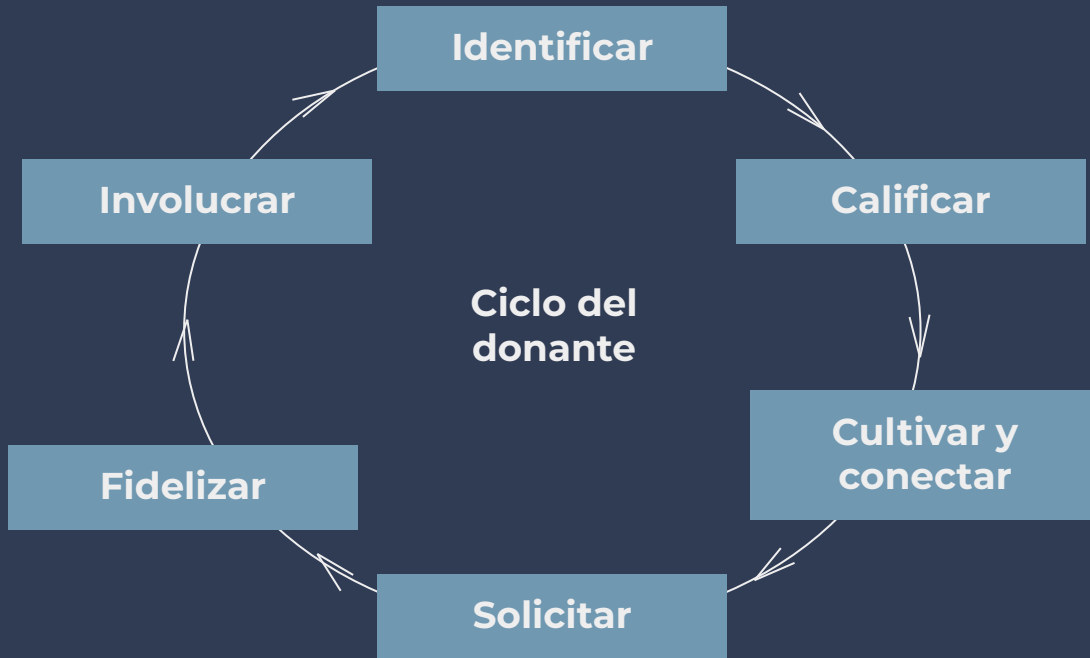 Identificar
Involucrar
Calificar
Ciclo del
donante
Cultivar y
conectar
Fidelizar
Solicitar